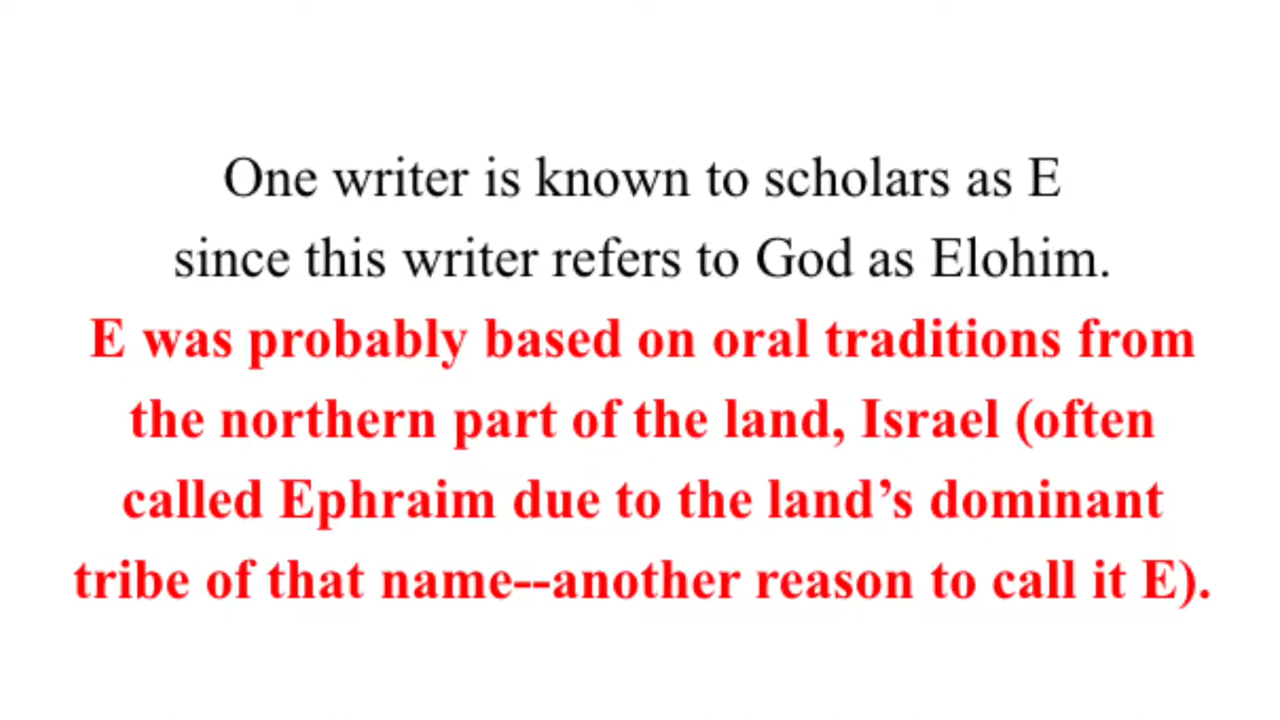 One writer is known to scholars as E
since this writer refers to God as Elohim.
E was probably based on oral traditions from
the northern part of the land, Israel (often
called Ephraim due to the land’s dominant
tribe of that name--another reason to call it E).